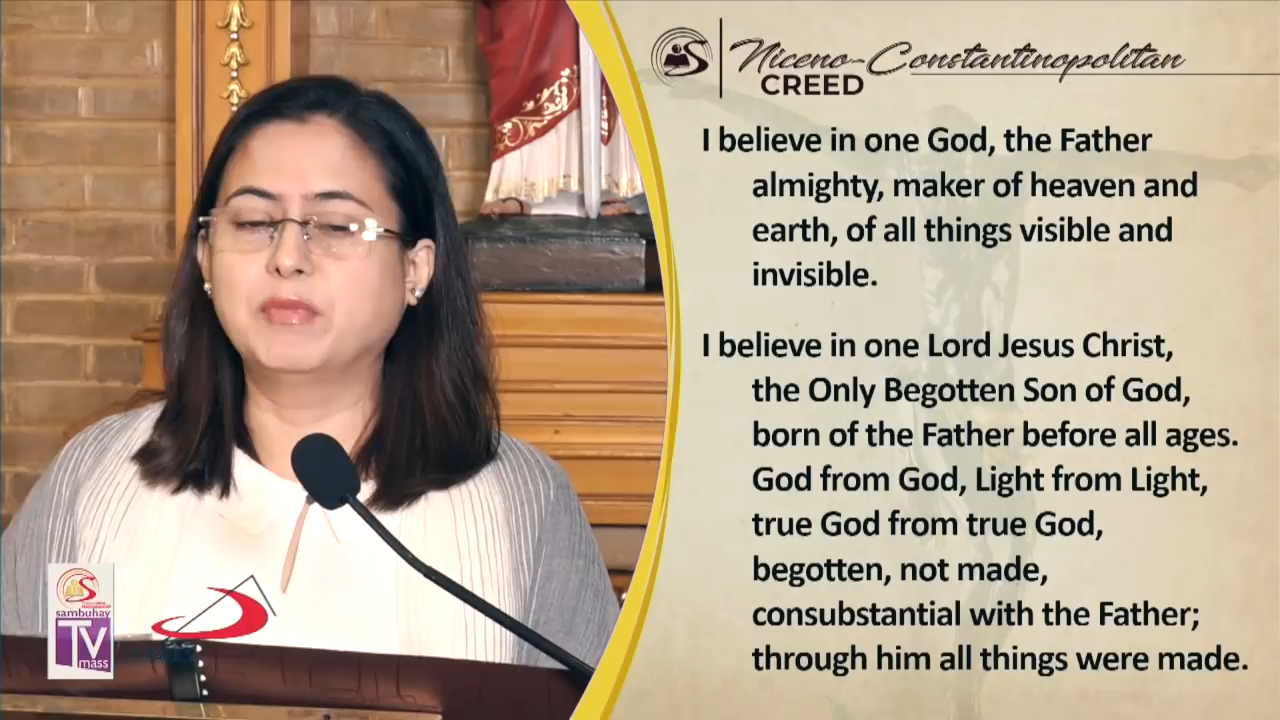 Niceno-Constantinopolitan
CREED
I believe in one God, the Father
almighty, maker of heaven and
earth, of all things visible and
invisible.
I believe in one Lord Jesus Christ,
the Only Begotten Son of God,
born of the Father before all ages.
God from God, Light from Light,
true God from true God,
begotten, not made,
consubstantial with the Father;
through him all things were made.
sambuhay
TV
mass